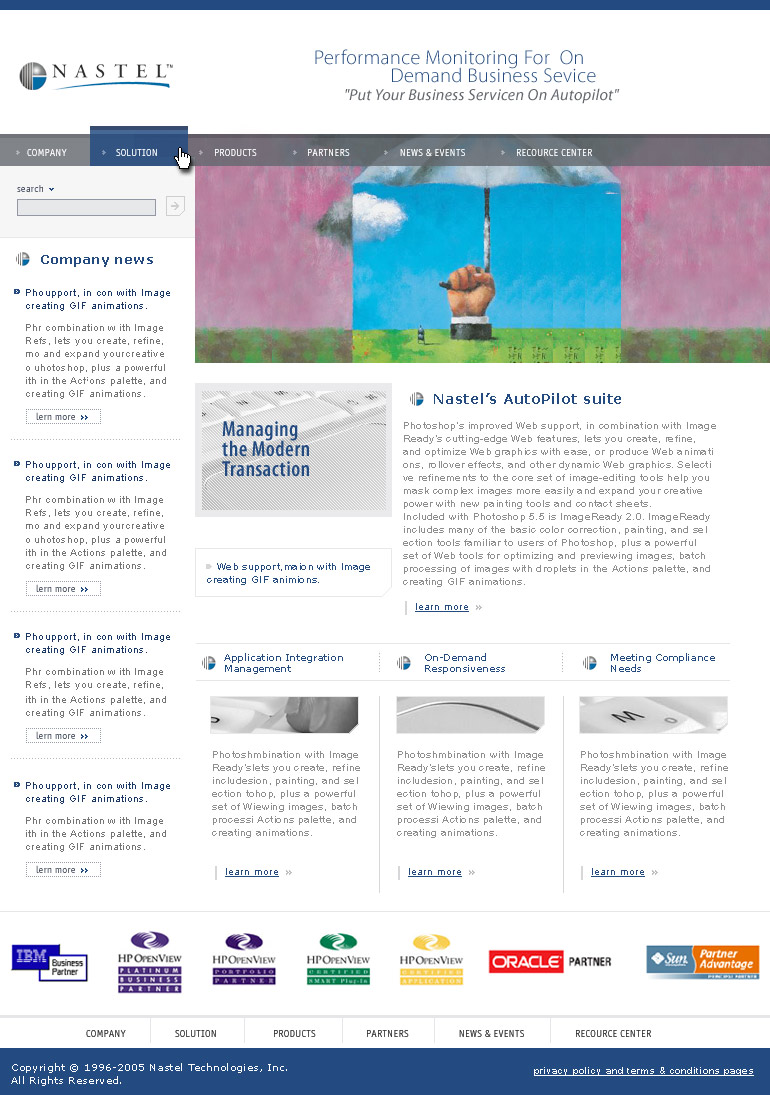 NASTEL™
Performance Monitoring For On
Demand Business Sevice
"Put Your Business Servicen On Autopilot"
COMPANY
SOLUTION
PRODUCTS
PARTNERS
NEWS & EVENTS
RECOURCE CENTER
search
Company news
Phoupport, in con with Image
creating GIF animations.
Phr combination w ith Image
Refs, lets you create, refine,
mo and expand yourcreative
o uhotoshop, plus a powerful
ith in the Actions palette, and
creating GIF animations.
lern more »
Phoupport, in con with Image
creating GIF animations.
Phr combination w ith Image
Refs, lets you create, refine,
mo and expand yourcreative
o uhotoshop, plus a powerful
ith in the Actions palette, and
creating GIF animations.
lern more »
Phoupport, in con with Image
creating GIF animations.
Phr combination w ith Image
Refs, lets you create, refine,
ith in the Actions palette, and
creating GIF animations.
lern more »
Phoupport, in con with Image
creating GIF animations.
Phr combination w ith Image
ith in the Actions palette, and
creating GIF animations.
lern more »
Managing
the Modern
Transaction
» Web support,maion with Image
creating GIF animions.
Nastel's AutoPilot suite
Photoshop's improved Web support, in combination with Image
Ready's cutting-edge Web features, lets you create, refine,
and optimize Web graphics with ease, or produce Web animati
ons, rollover effects, and other dynamic Web graphics. Selecti
ve refinements to the core set of image-editing tools help you
mask complex images more easily and expand your creative
power with new painting tools and contact sheets.
Included with Photoshop 5.5 is ImageReady 2.0. ImageReady
includes many of the basic color correction, painting, and sel
ection tools familiar to users of Photoshop, plus a powerful
set of Web tools for optimizing and previewing images, batch
processing of images with droplets in the Actions palette, and
creating GIF animations.
learn more »
Application Integration
Management
On-Demand
Responsiveness
Meeting Compliance
Needs
M
Photoshmbination with Image
Ready'slets you create, refine
includesion, painting, and sel
ection tohop, plus a powerful
set of Wiewing images, batch
processi Actions palette, and
creating animations.
learn more »
Photoshmbination with Image
Ready'slets you create, refine
includesion, painting, and sel
ection tohop, plus a powerful
set of Wiewing images, batch
processi Actions palette, and
creating animations.
learn more »
Photoshmbination with Image
Ready'slets you create, refine
includesion, painting, and sel
ection tohop, plus a powerful
set of Wiewing images, batch
processi Actions palette, and
creating animations.
learn more »
IBM
Business
Partner
HP OPENVIEW
PLATINUM
BUSINESS
PARTNER
HP OPENVIEW
PORTFOLIO
PARTNER
HP OPENVIEW
CERTIFIED
SMART Plug-In
HP OPENVIEW
CERTIFIED
APPLICATION
ORACLE PARTNER
Sun
Partner
Advantage
COMPANY
SOLUTION
PRODUCTS
PARTNERS
NEWS & EVENTS
RECOURCE CENTER
Copyright © 1996-2005 Nastel Technologies, Inc.
All Rights Reserved.
privacy policy and terms & conditions pages